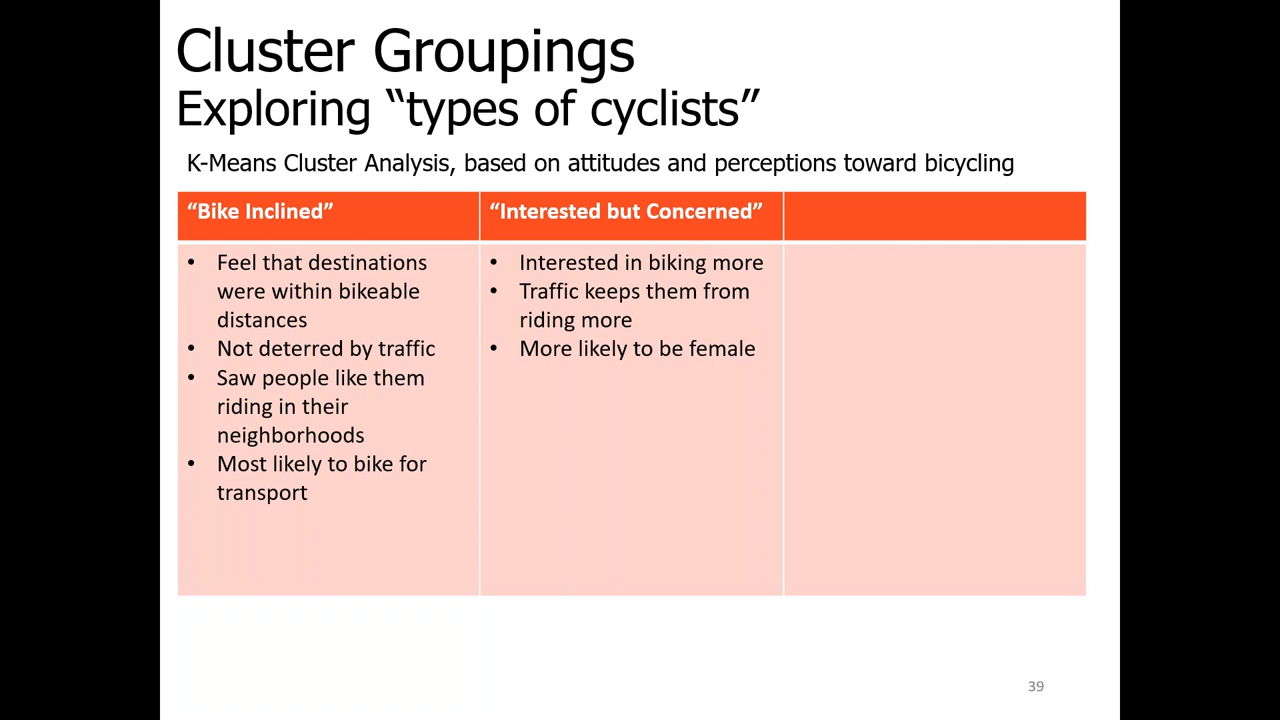 Cluster Groupings
Exploring “types of cyclists”
K-Means Cluster Analysis, based on attitudes and perceptions toward bicycling
“Bike Inclined”
• Feel that destinations
were within bikeable
distances
• Not deterred by traffic
• Saw people like them
riding in their
neighborhoods
• Most likely to bike for
transport
“Interested but Concerned”
• Interested in biking more
• Traffic keeps them from
riding more
• More likely to be female
39